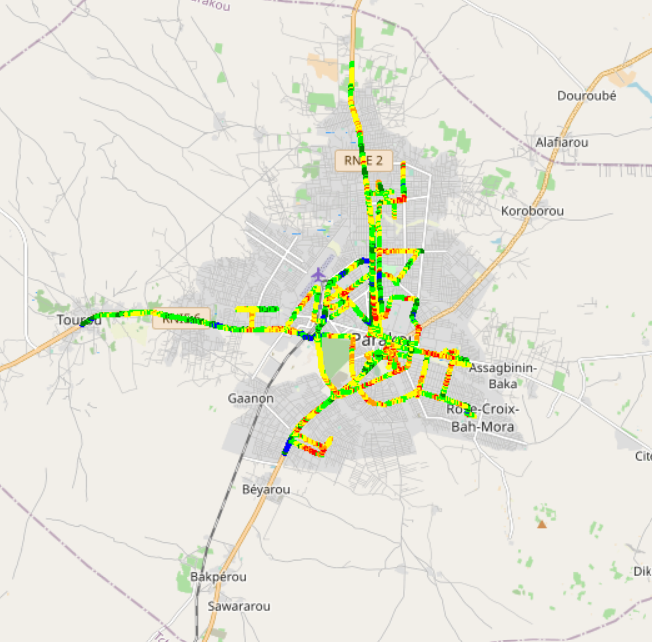 Douroubé
Alafiarou
RNIE 2
Koroborou
Tourou
Parakou
Assagbinin-
Baka
Gaanon
Rose-Croix-
Bah-Mora
Béyarou
Bakpérou
Sawararou